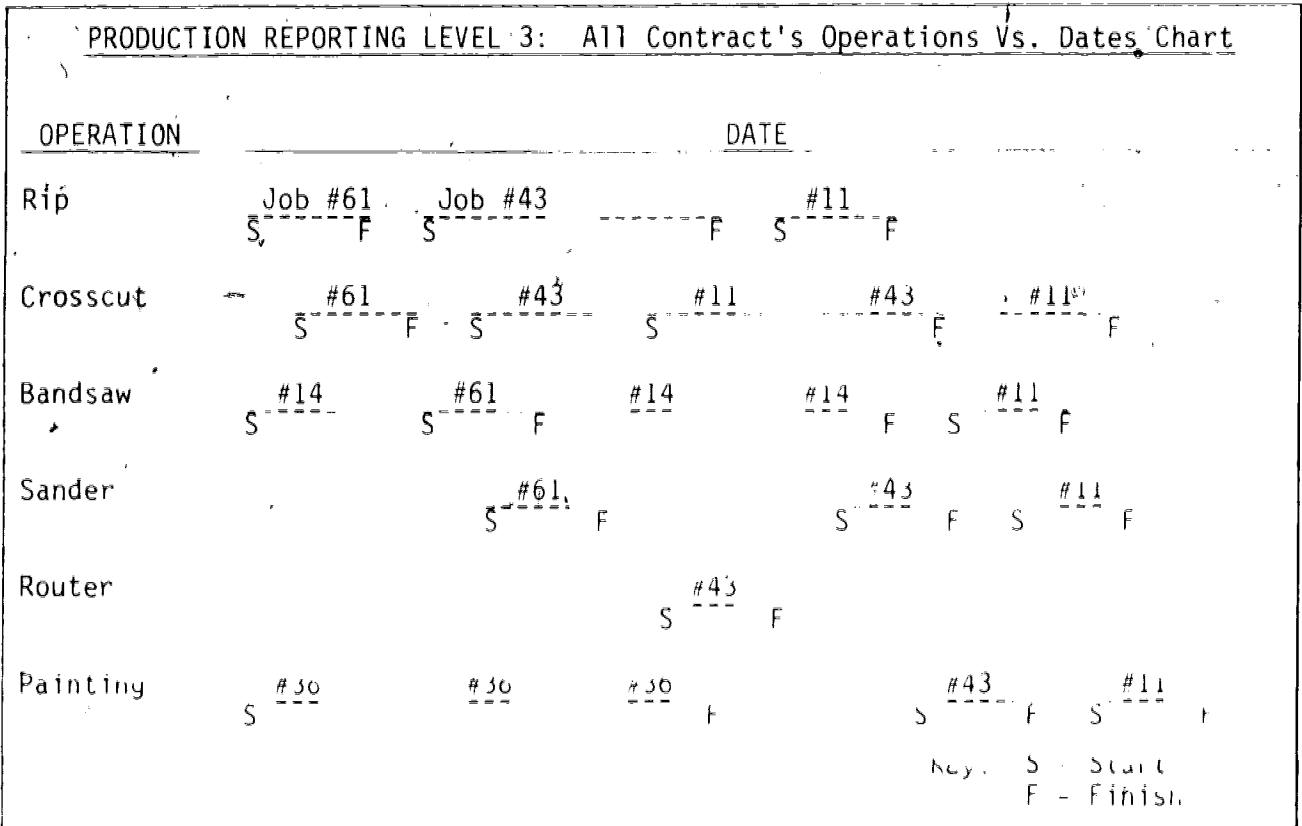 PRODUCTION REPORTING LEVEL 3: All Contract's Operations Vs. Dates Chart
OPERATION DATE
Rip Job #61 Job #43 #11
S F S F S F
Crosscut #61 #43 #11 #43 #11
S F S S F F
Bandsaw #14 #61 #14 #14 #11
S S F F S F
Sander #61 #43 #11
S F S F S F
Router #43
S F
Painting #30 #30 #30 #43 #11
S F S F S F
Key: S - Start
F - Finish